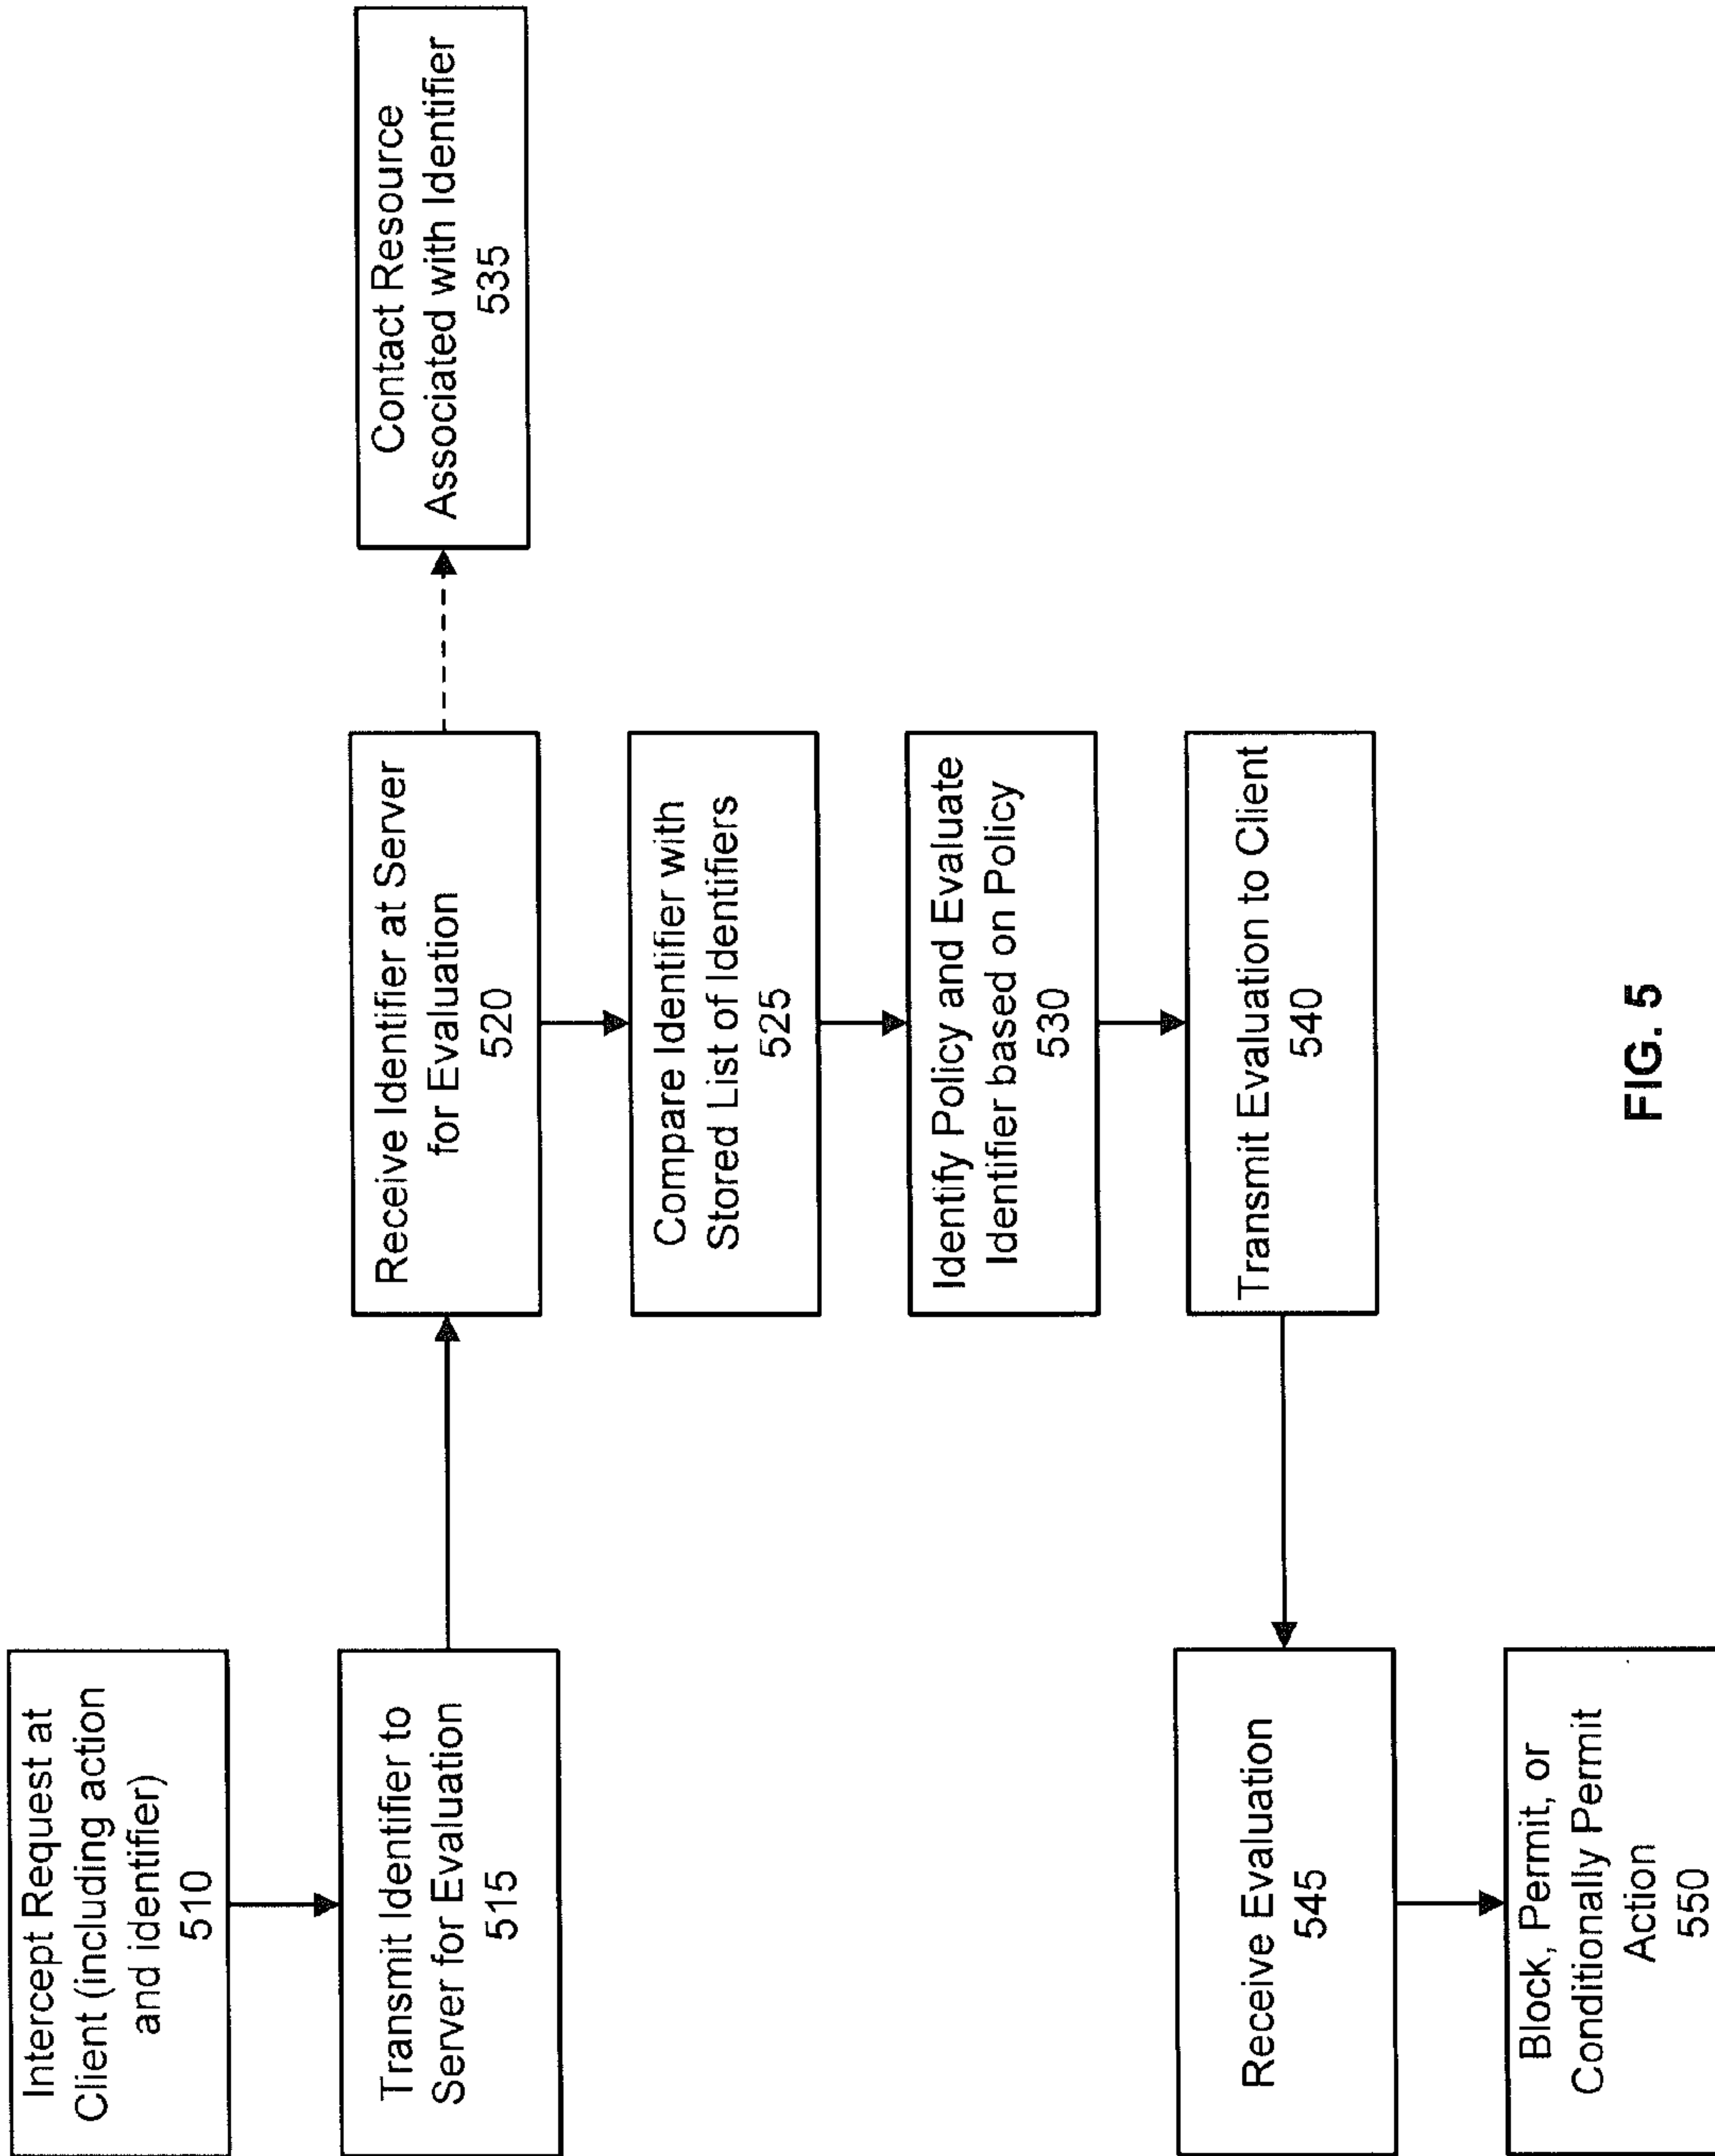 Intercept Request at
Client (including action
and identifier)
510
Transmit Identifier to
Server for Evaluation
515
Receive Identifier at Server
for Evaluation
520
Contact Resource
Associated with Identifier
535
Compare Identifier with
Stored List of Identifiers
525
Identify Policy and Evaluate
Identifier based on Policy
530
Transmit Evaluation to Client
540
Receive Evaluation
545
Block, Permit, or
Conditionally Permit
Action
550
FIG. 5